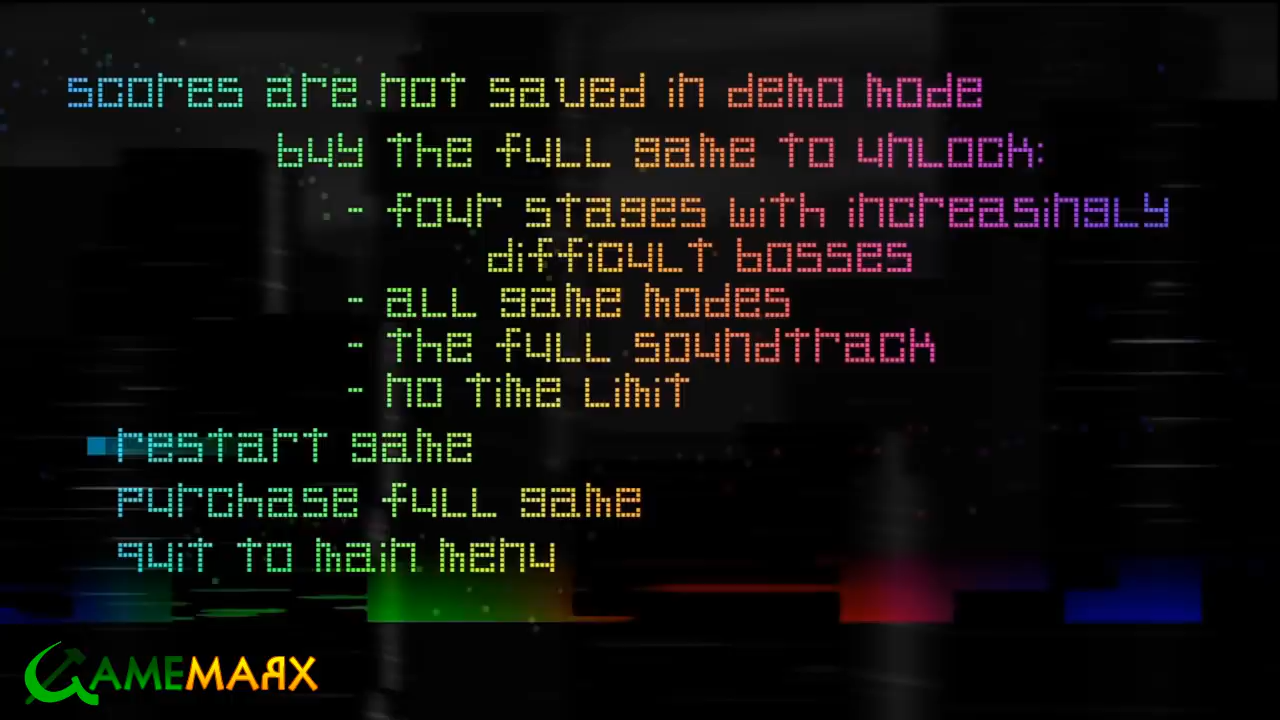 scores are not saved in demo mode
buy the full game to unlock:
- four stages with increasingly
difficult bosses
- all game modes
- the full soundtrack
- no time limit
restart game
purchase full game
quit to main menu
GAMEMARX